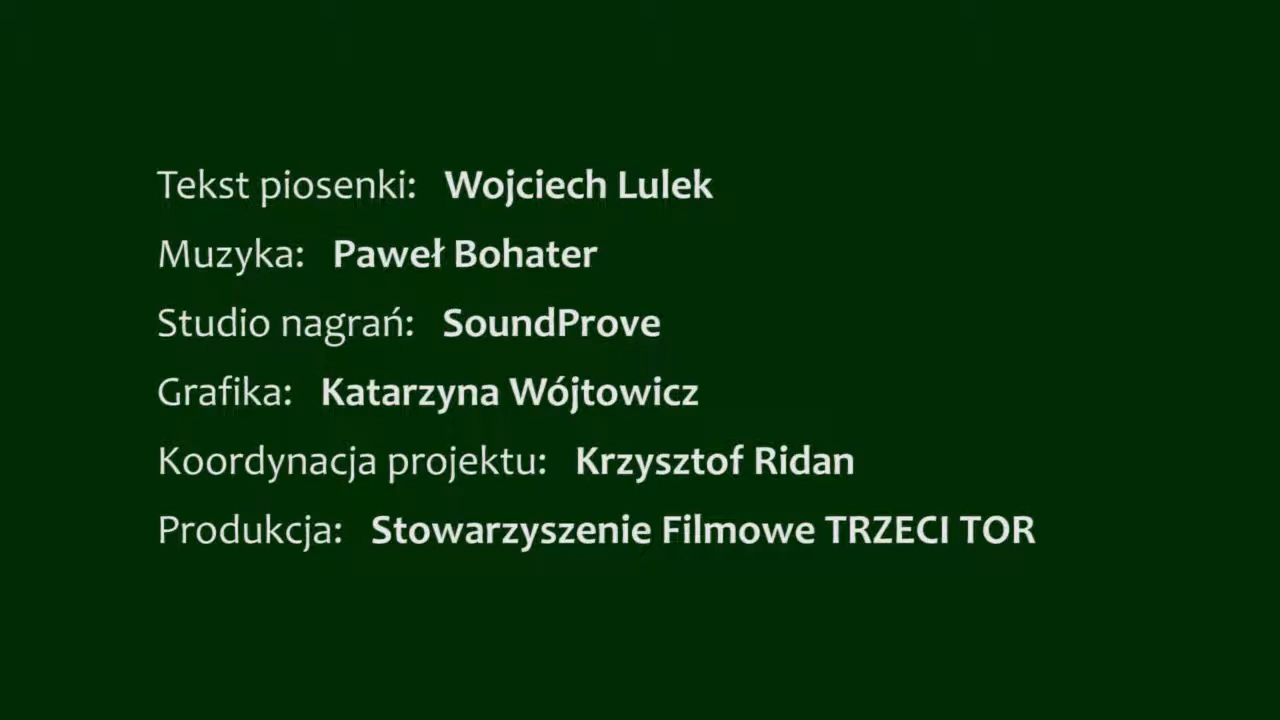 Tekst piosenki: Wojciech Lulek
Muzyka: Paweł Bohater
Studio nagrań: SoundProve
Grafika: Katarzyna Wójtowicz
Koordynacja projektu: Krzysztof Ridan
Produkcja: Stowarzyszenie Filmowe TRZECI TOR